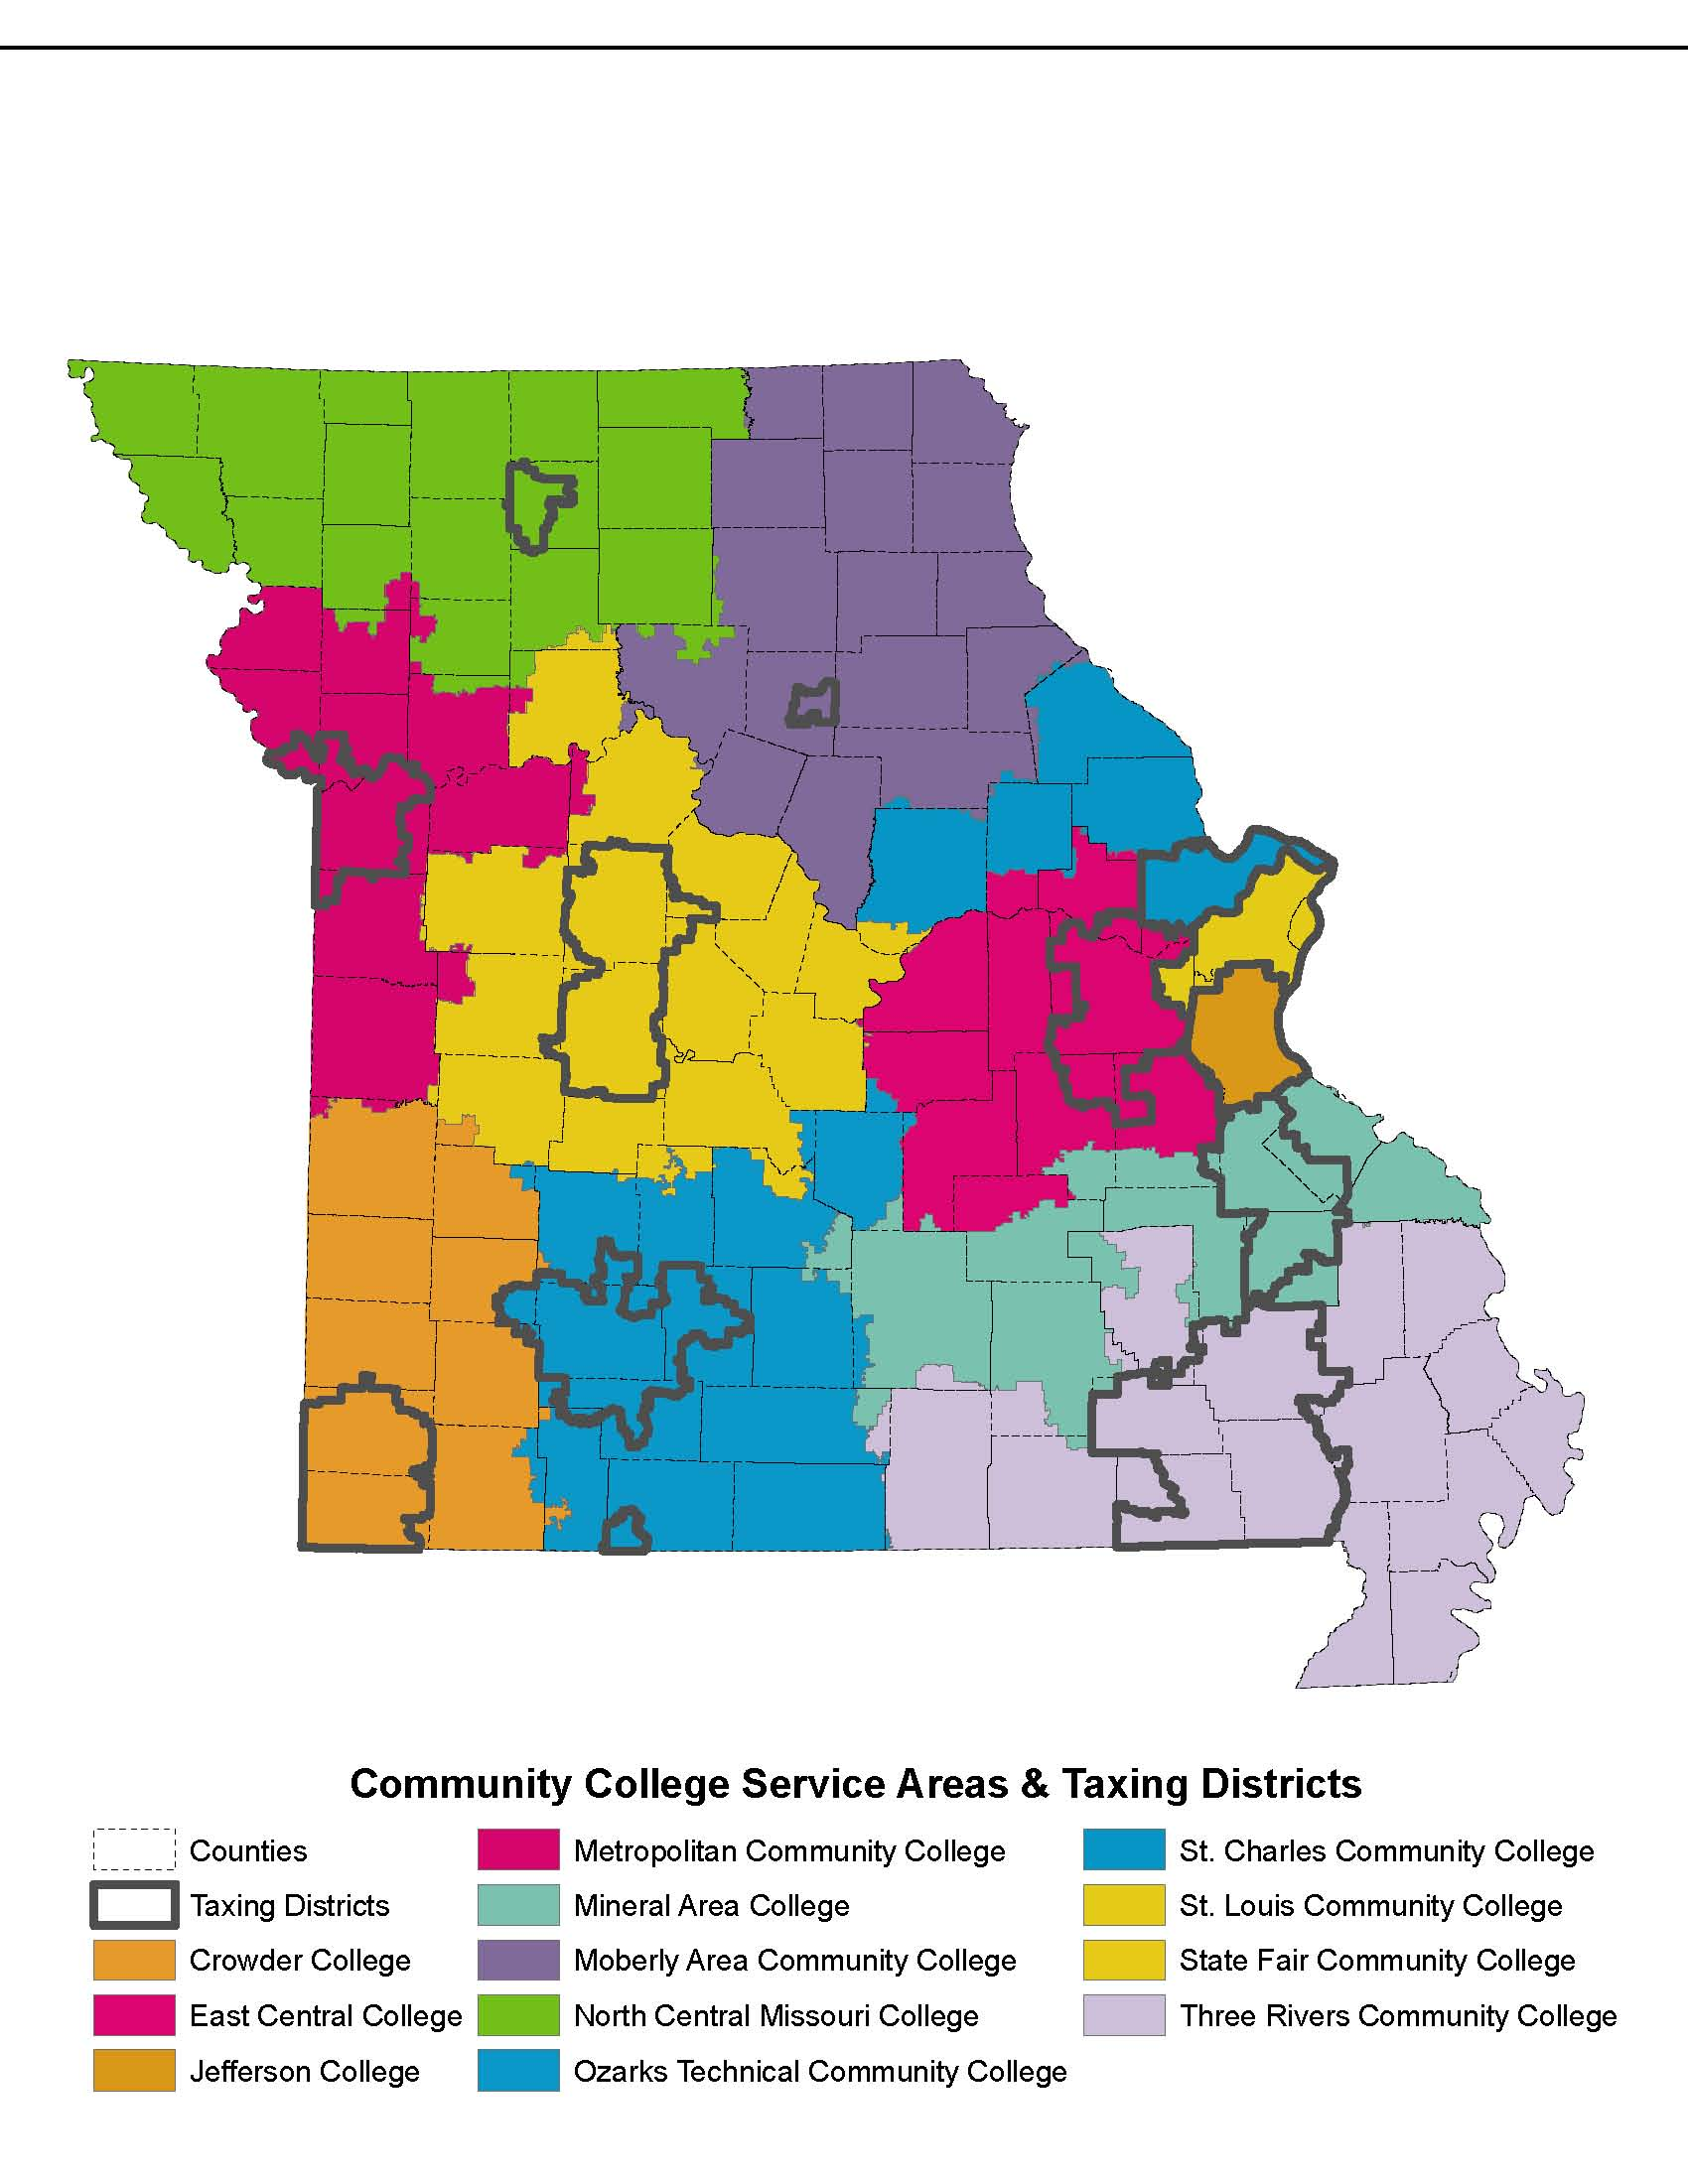 Community College Service Areas & Taxing Districts
Counties
Taxing Districts
Crowder College
East Central College
Jefferson College
Metropolitan Community College
Mineral Area College
Moberly Area Community College
North Central Missouri College
Ozarks Technical Community College
St. Charles Community College
St. Louis Community College
State Fair Community College
Three Rivers Community College